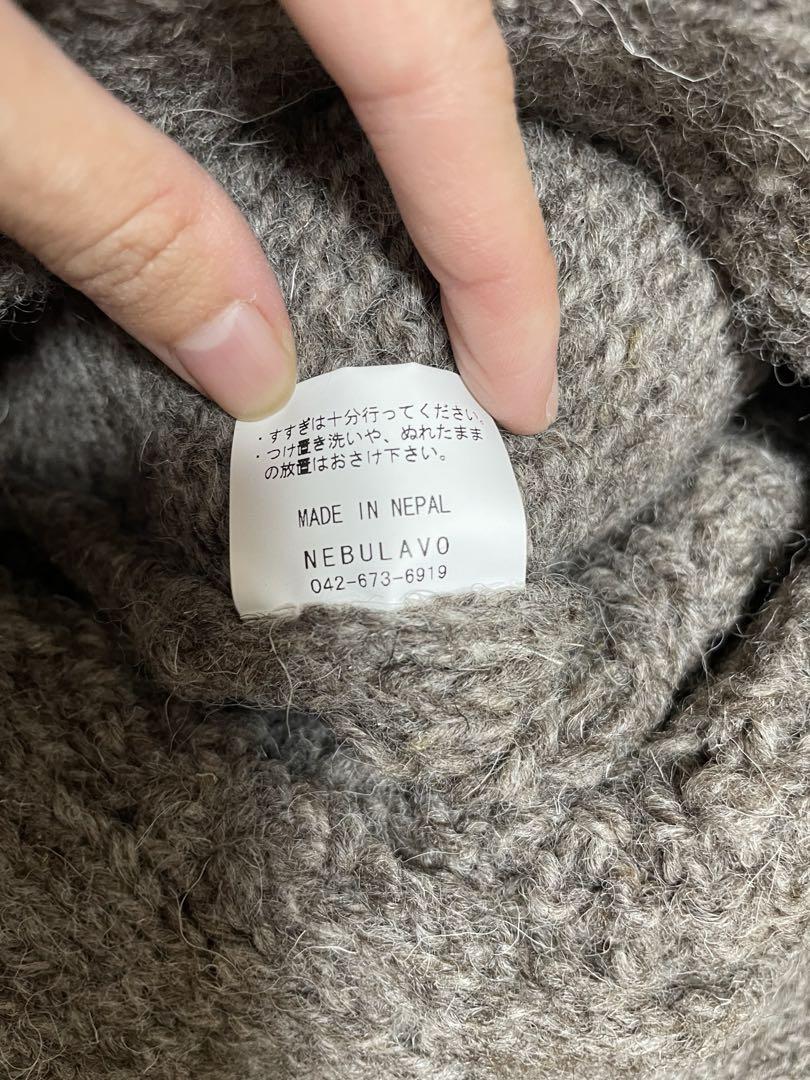 ・すすぎは十分行ってください。
・つけ置き洗いや、ぬれたまま
の放置はおさけ下さい。
MADE IN NEPAL
NEBULAVO
042-673-6919